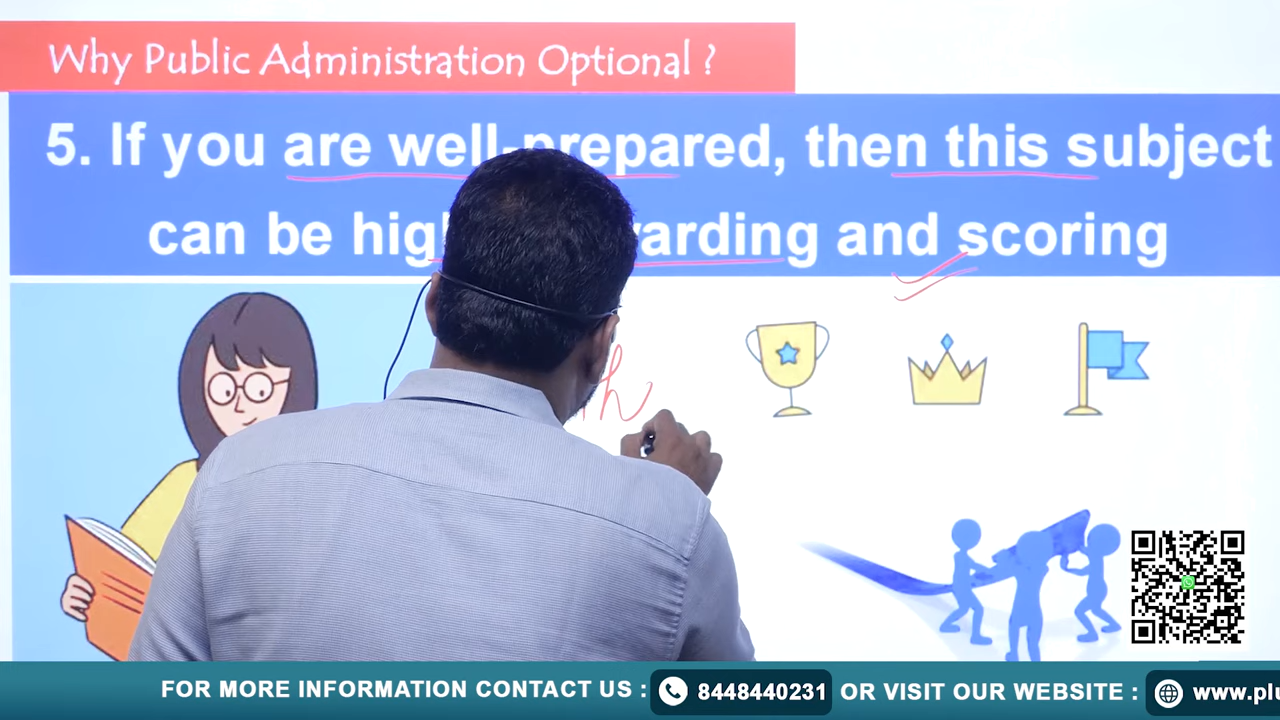 Why Public Administration Optional ?
5. If you are well-prepared, then this subject
can be hig arding and scoring
h
FOR MORE INFORMATION CONTACT US : 8448440231 OR VISIT OUR WEBSITE : www.plu